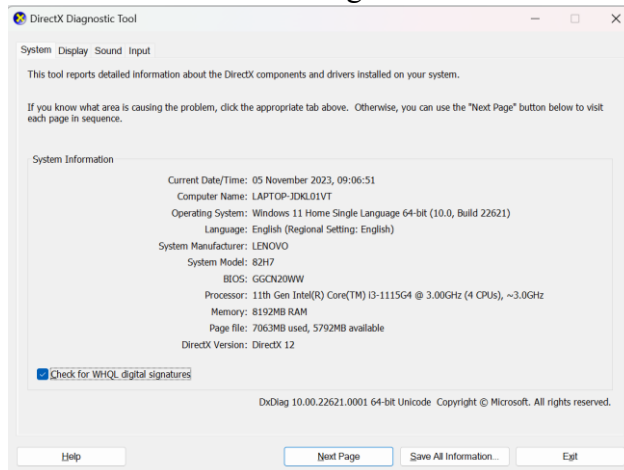 DirectX Diagnostic Tool
System Display Sound Input
This tool reports detailed information about the DirectX components and drivers installed on your system.
If you know what area is causing the problem, click the appropriate tab above. Otherwise, you can use the "Next Page" button below to visit
each page in sequence.
System Information
Current Date/Time: 05 November 2023, 09:06:51
Computer Name: LAPTOP-JDKL01VT
Operating System: Windows 11 Home Single Language 64-bit (10.0, Build 22621)
Language: English (Regional Setting: English)
System Manufacturer: LENOVO
System Model: 82H7
BIOS: GGCN20WW
Processor: 11th Gen Intel(R) Core(TM) i3-1115G4 @ 3.00GHz (4 CPUs), ~3.0GHz
Memory: 8192MB RAM
Page file: 7063MB used, 5792MB available
DirectX Version: DirectX 12
Check for WHQL digital signatures
DxDiag 10.00.22621.0001 64-bit Unicode Copyright © Microsoft. All rights reserved.
Help Next Page Save All Information... Exit